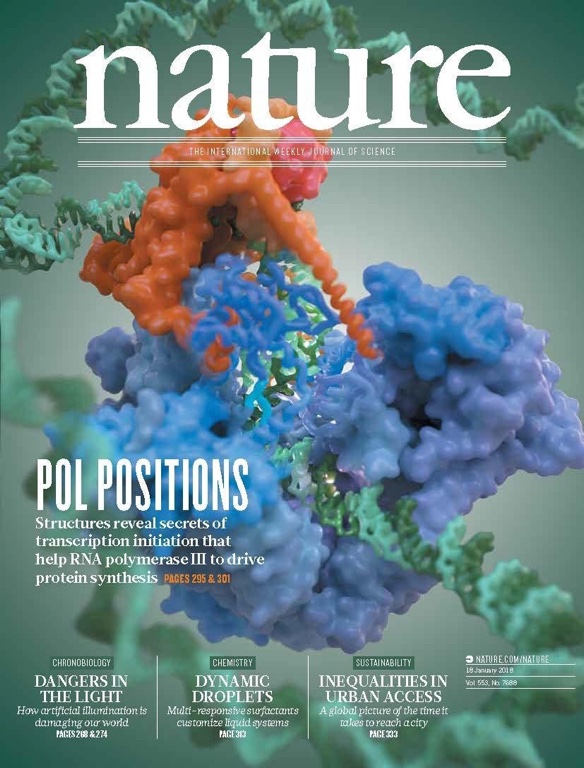 nature
THE INTERNATIONAL WEEKLY JOURNAL OF SCIENCE
POL POSITIONS
Structures reveal secrets of
transcription initiation that
help RNA polymerase III to drive
protein synthesis PAGES 295 & 301
CHRONOBIOLOGY
DANGERS IN
THE LIGHT
How artificial illumination is
damaging our world
PAGES 268 & 274
CHEMISTRY
DYNAMIC
DROPLETS
Multi-responsive surfactants
customize liquid systems
PAGE 313
SUSTAINABILITY
INEQUALITIES IN
URBAN ACCESS
A global picture of the time it
takes to reach a city
PAGE 333
NATURE.COM/NATURE
18 January 2018
Vol. 553, No. 7688